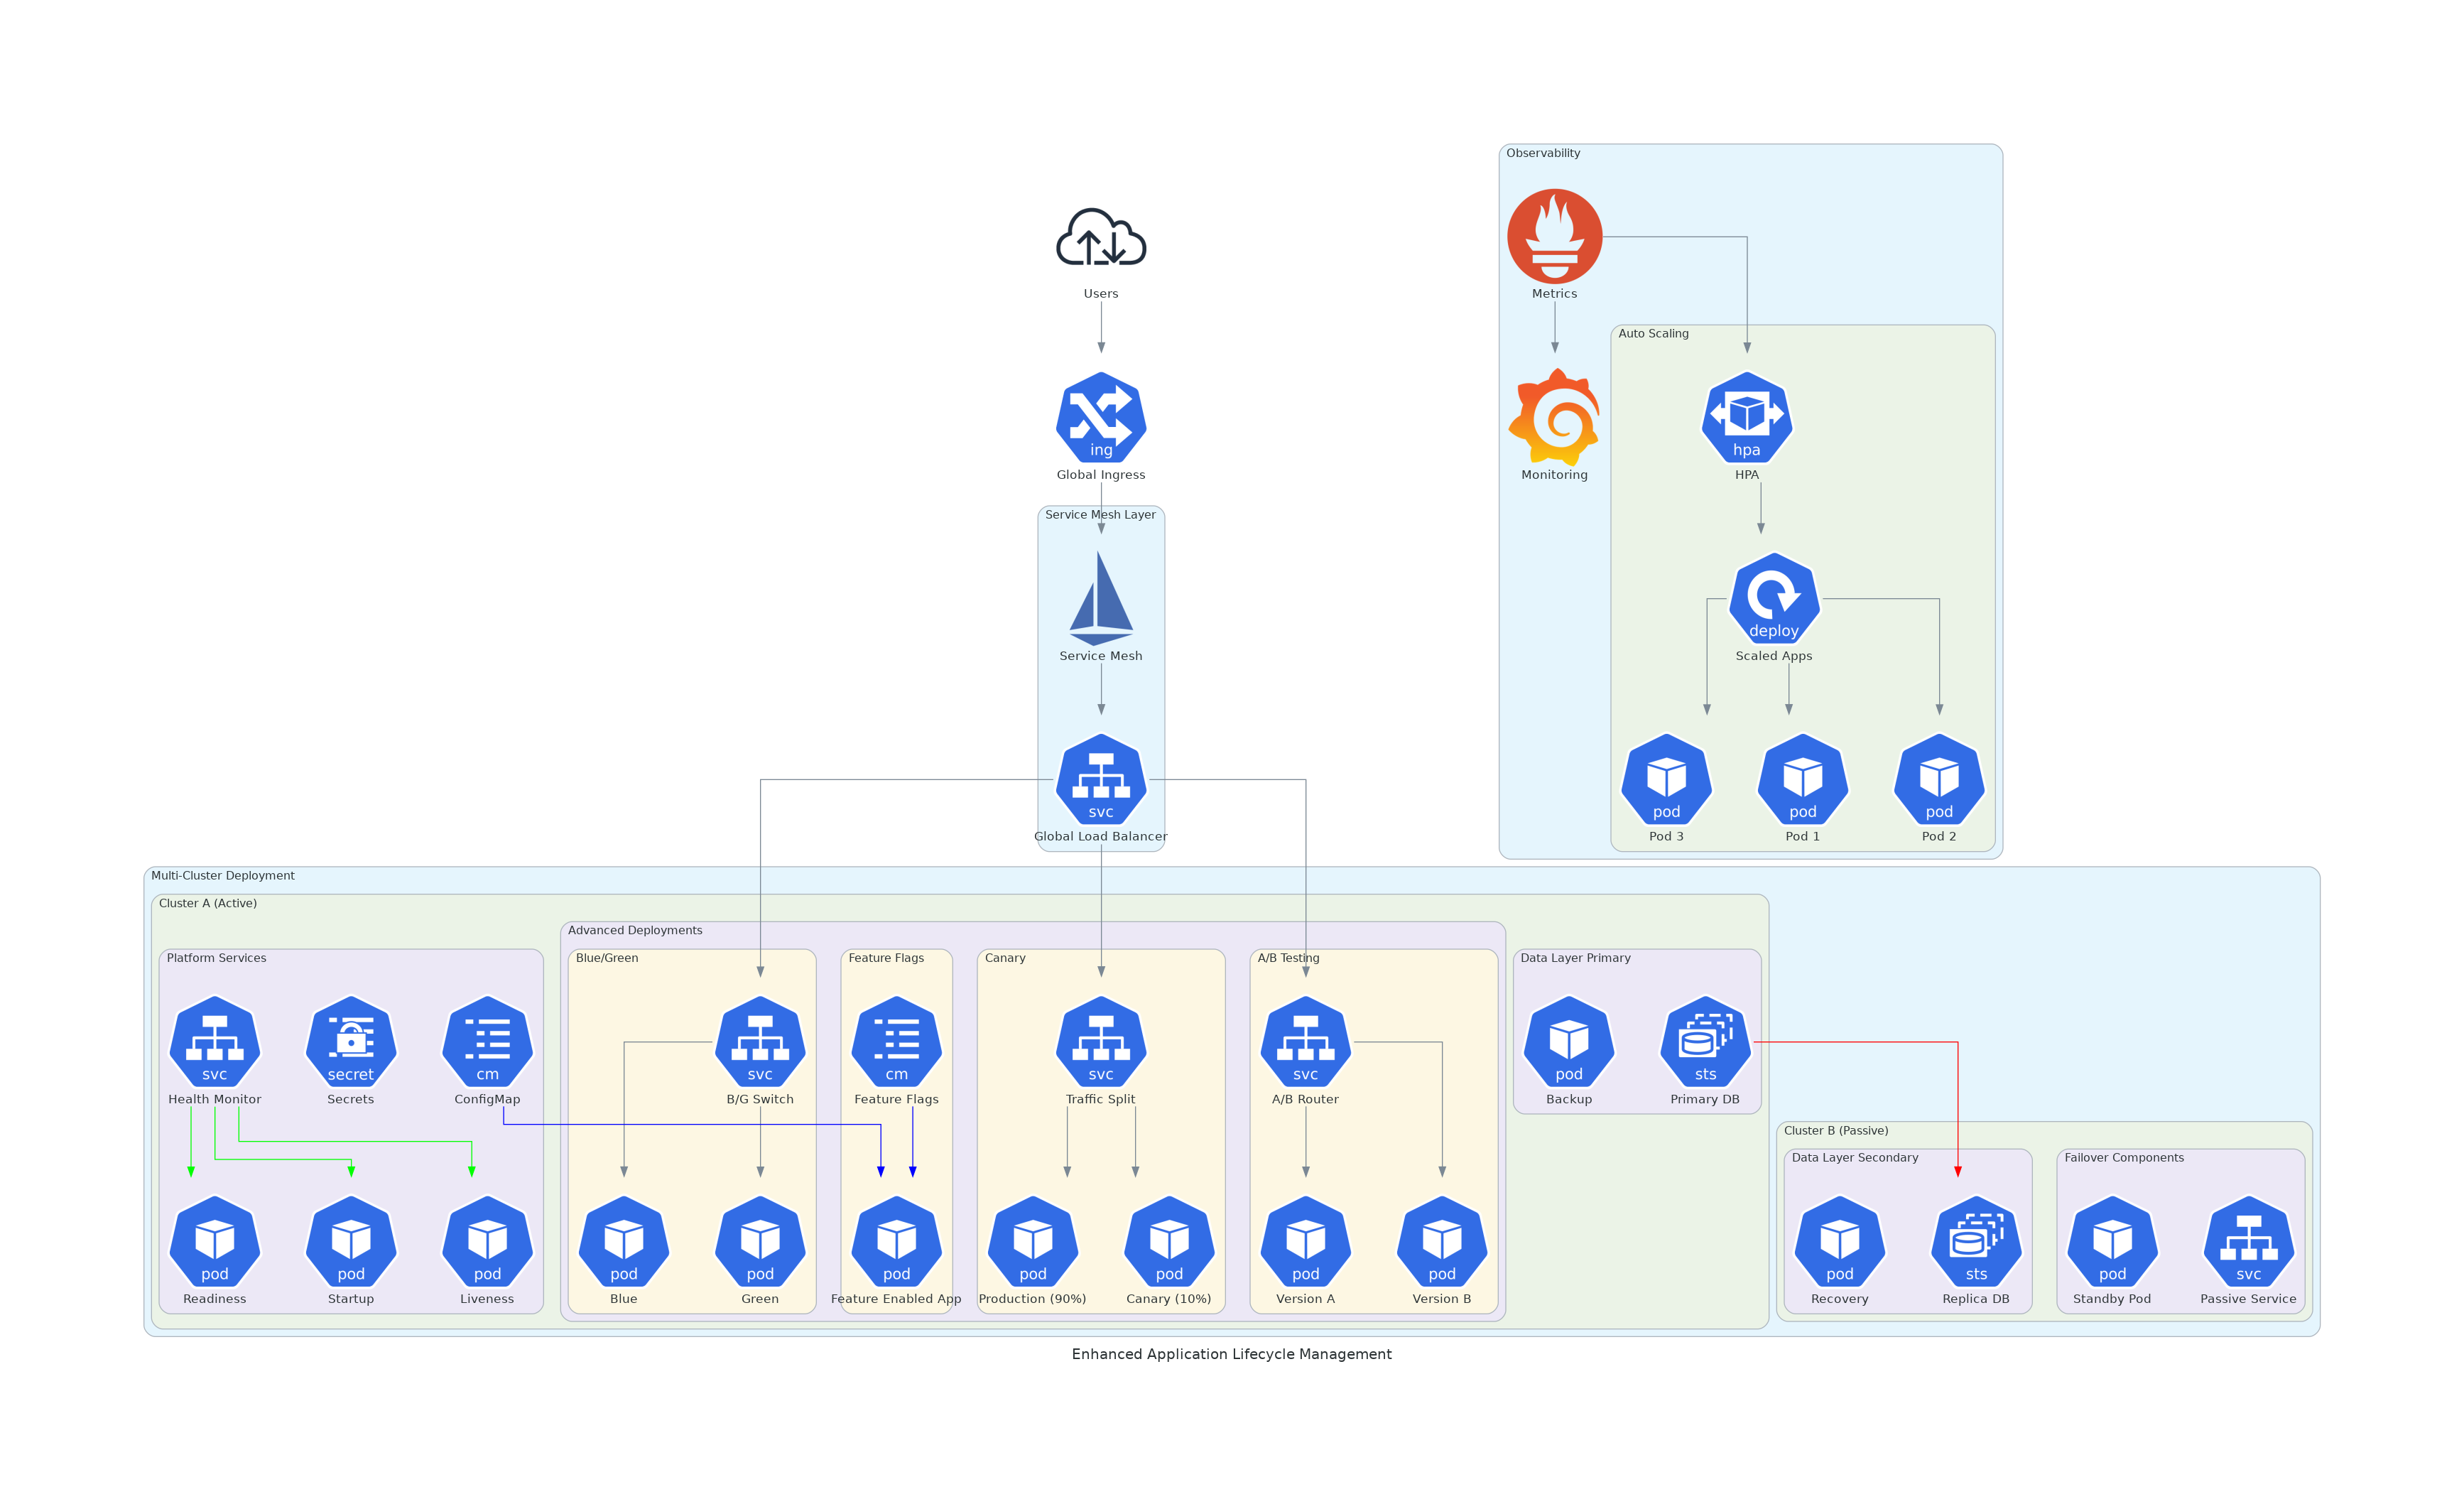 Observability
Metrics
Users
Auto Scaling
ing
hpa
Global Ingress
Monitoring
HPA
Service Mesh Layer
deploy
Service Mesh
Scaled Apps
svc
pod
pod
pod
Global Load Balancer
Pod 3
Pod 1
Pod 2
Multi-Cluster Deployment
Cluster A (Active)
Advanced Deployments
Platform Services
Blue/Green
Feature Flags
Canary
A/B Testing
Data Layer Primary
svc
secret
cm
svc
cm
svc
svc
pod
sts
Health Monitor
Secrets
ConfigMap
B/G Switch
Feature Flags
Traffic Split
A/B Router
Backup
Primary DB
Cluster B (Passive)
Data Layer Secondary
Failover Components
pod
pod
pod
pod
pod
pod
pod
pod
pod
pod
pod
sts
pod
svc
Readiness
Startup
Liveness
Blue
Green
Feature Enabled App
Production (90%)
Canary (10%)
Version A
Version B
Recovery
Replica DB
Standby Pod
Passive Service
Enhanced Application Lifecycle Management